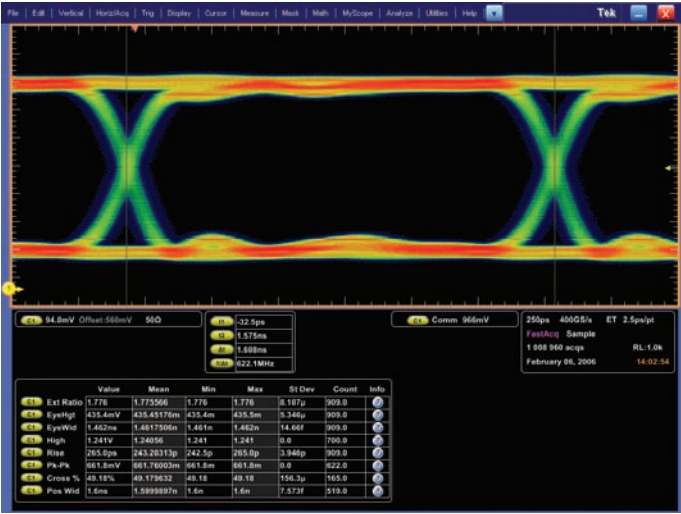 File | Edit | Vertical | Horiz/Acq | Trig | Display | Cursor | Measure | Mask | Math | MyScope | Analyze | Utilities | Help Tek X
C1 94.8mV Offset:560mV 50Ω
t1 -32.5ps
t2 1.575ns
Δt 1.608ns
1/Δt 622.1MHz
C1 Comm 966mV
250ps 400GS/s ET 2.5ps/pt
FastAcq Sample
1 008 960 acqs RL:1.0k
February 06, 2006 14:02:54
Value Mean Min Max St Dev Count Info
C1 Ext Ratio 1.776 1.775566 1.776 1.776 8.187µ 909.0
C1 EyeHgt 435.4mV 435.45176m 435.4m 435.5m 5.346µ 909.0
C1 EyeWid 1.462ns 1.4617506n 1.461n 1.462n 14.66f 909.0
C1 High 1.241V 1.24056 1.241 1.241 0.0 700.0
C1 Rise 265.0ps 243.20313p 242.5p 265.0p 3.946p 909.0
C1 Pk-Pk 661.8mV 661.76003m 661.8m 661.8m 0.0 622.0
C1 Cross % 49.18% 49.179632 49.18 49.18 156.3µ 165.0
C1 Pos Wid 1.6ns 1.5999897n 1.6n 1.6n 7.573f 519.0